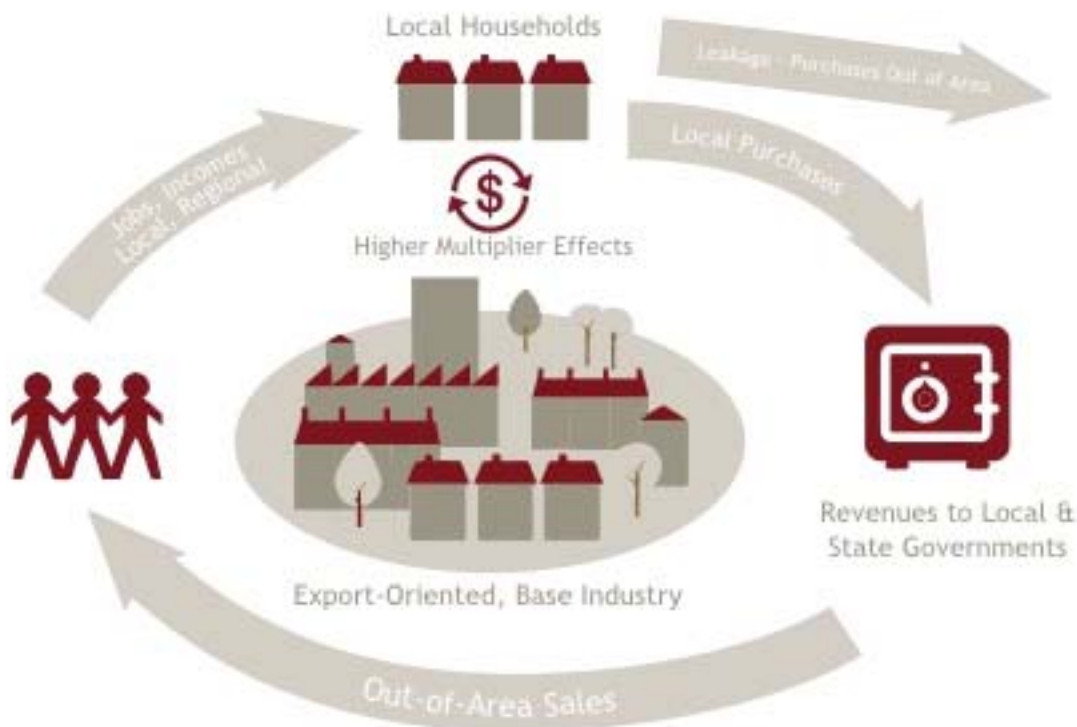 Local Households
Leakage - Purchases Out of Area
Local Purchases
Jobs, Incomes
Local, Regional
$
Higher Multiplier Effects
Revenues to Local &
State Governments
Export-Oriented, Base Industry
Out-of-Area Sales